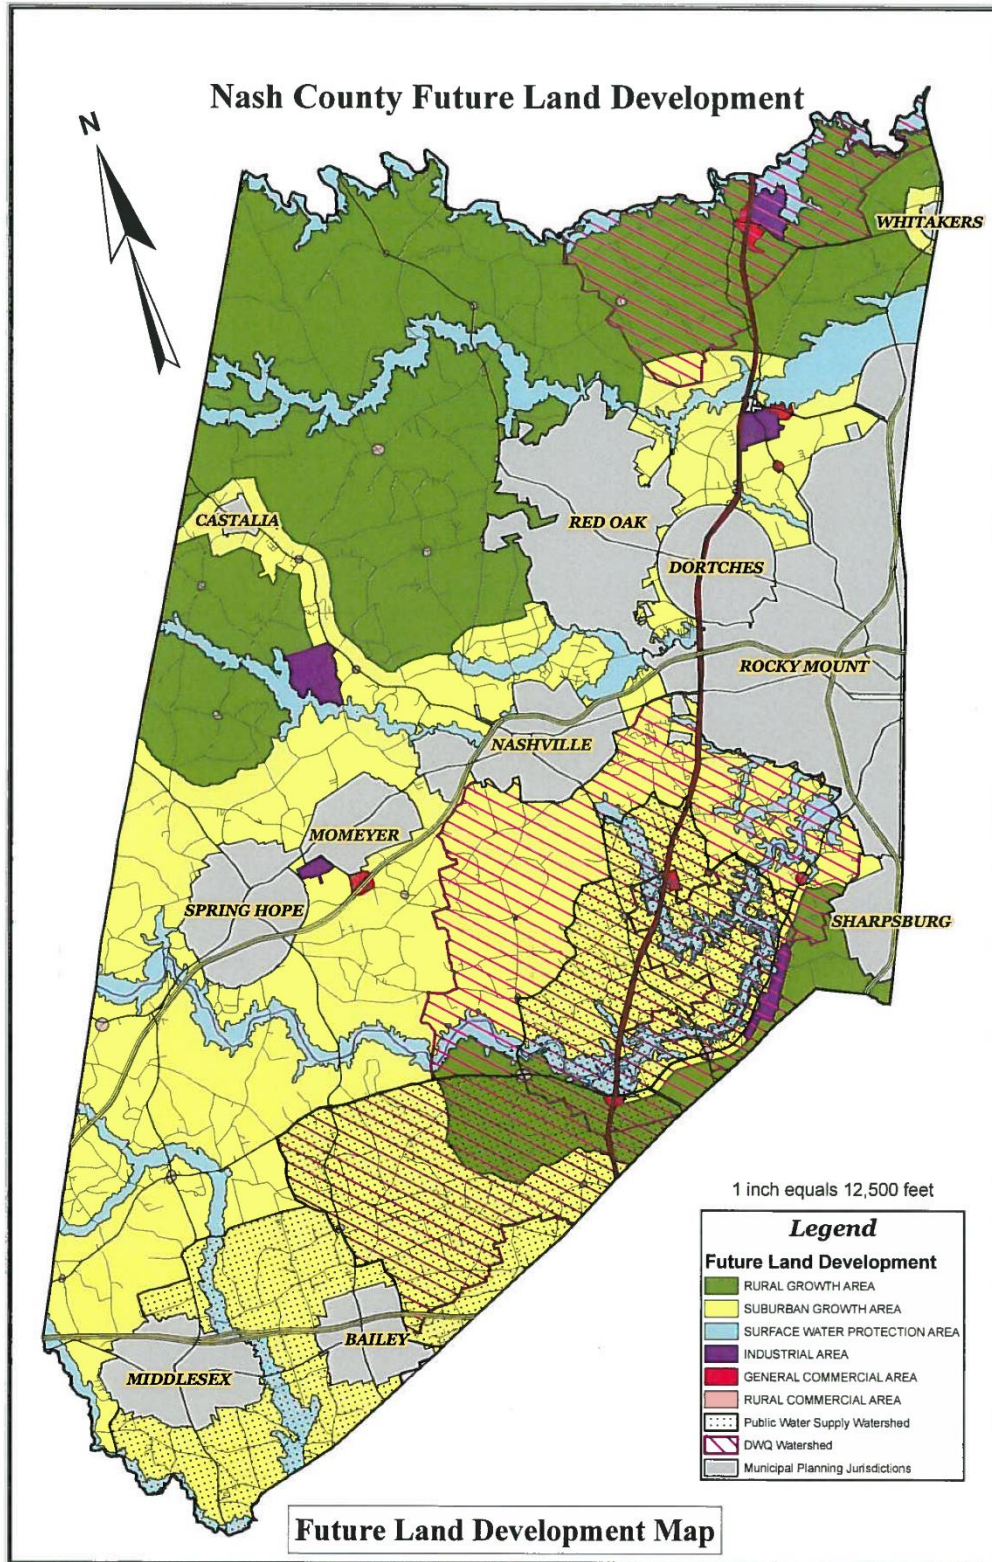 Nash County Future Land Development
N
WHITAKERS
CASTALIA
RED OAK
DORTCHES
ROCKY MOUNT
NASHVILLE
MOMEYER
SPRING HOPE
SHARPSBURG
BAILEY
MIDDLESEX
1 inch equals 12,500 feet
Legend
Future Land Development
RURAL GROWTH AREA
SUBURBAN GROWTH AREA
SURFACE WATER PROTECTION AREA
INDUSTRIAL AREA
GENERAL COMMERCIAL AREA
RURAL COMMERCIAL AREA
Public Water Supply Watershed
DWQ Watershed
Municipal Planning Jurisdictions
Future Land Development Map